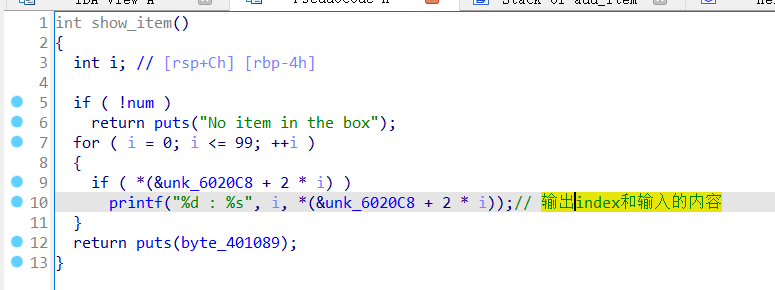 IDA View-A Pseudocode-A Stack of add_item
1 int show_item()
2 {
3 int i; // [rsp+Ch] [rbp-4h]
4
5 if ( !num )
6 return puts("No item in the box");
7 for ( i = 0; i <= 99; ++i )
8 {
9 if ( *(&unk_6020C8 + 2 * i) )
10 printf("%d : %s", i, *(&unk_6020C8 + 2 * i));// 输出index和输入的内容
11 }
12 return puts(byte_401089);
13 }